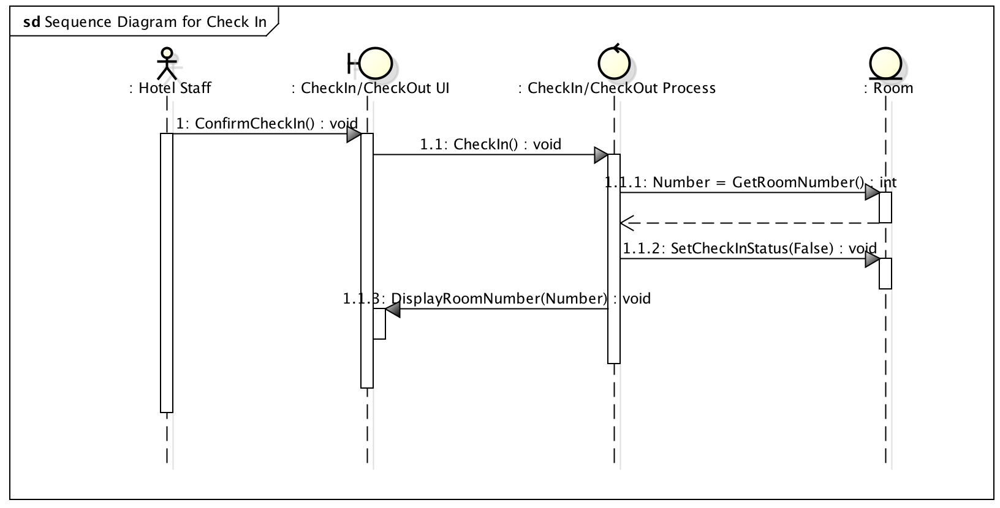 sd Sequence Diagram for Check In
: Hotel Staff
: CheckIn/CheckOut UI
: CheckIn/CheckOut Process
: Room
1: ConfirmCheckIn() : void
1.1: CheckIn() : void
1.1.1: Number = GetRoomNumber() : int
1.1.2: SetCheckInStatus(False) : void
1.1.3: DisplayRoomNumber(Number) : void